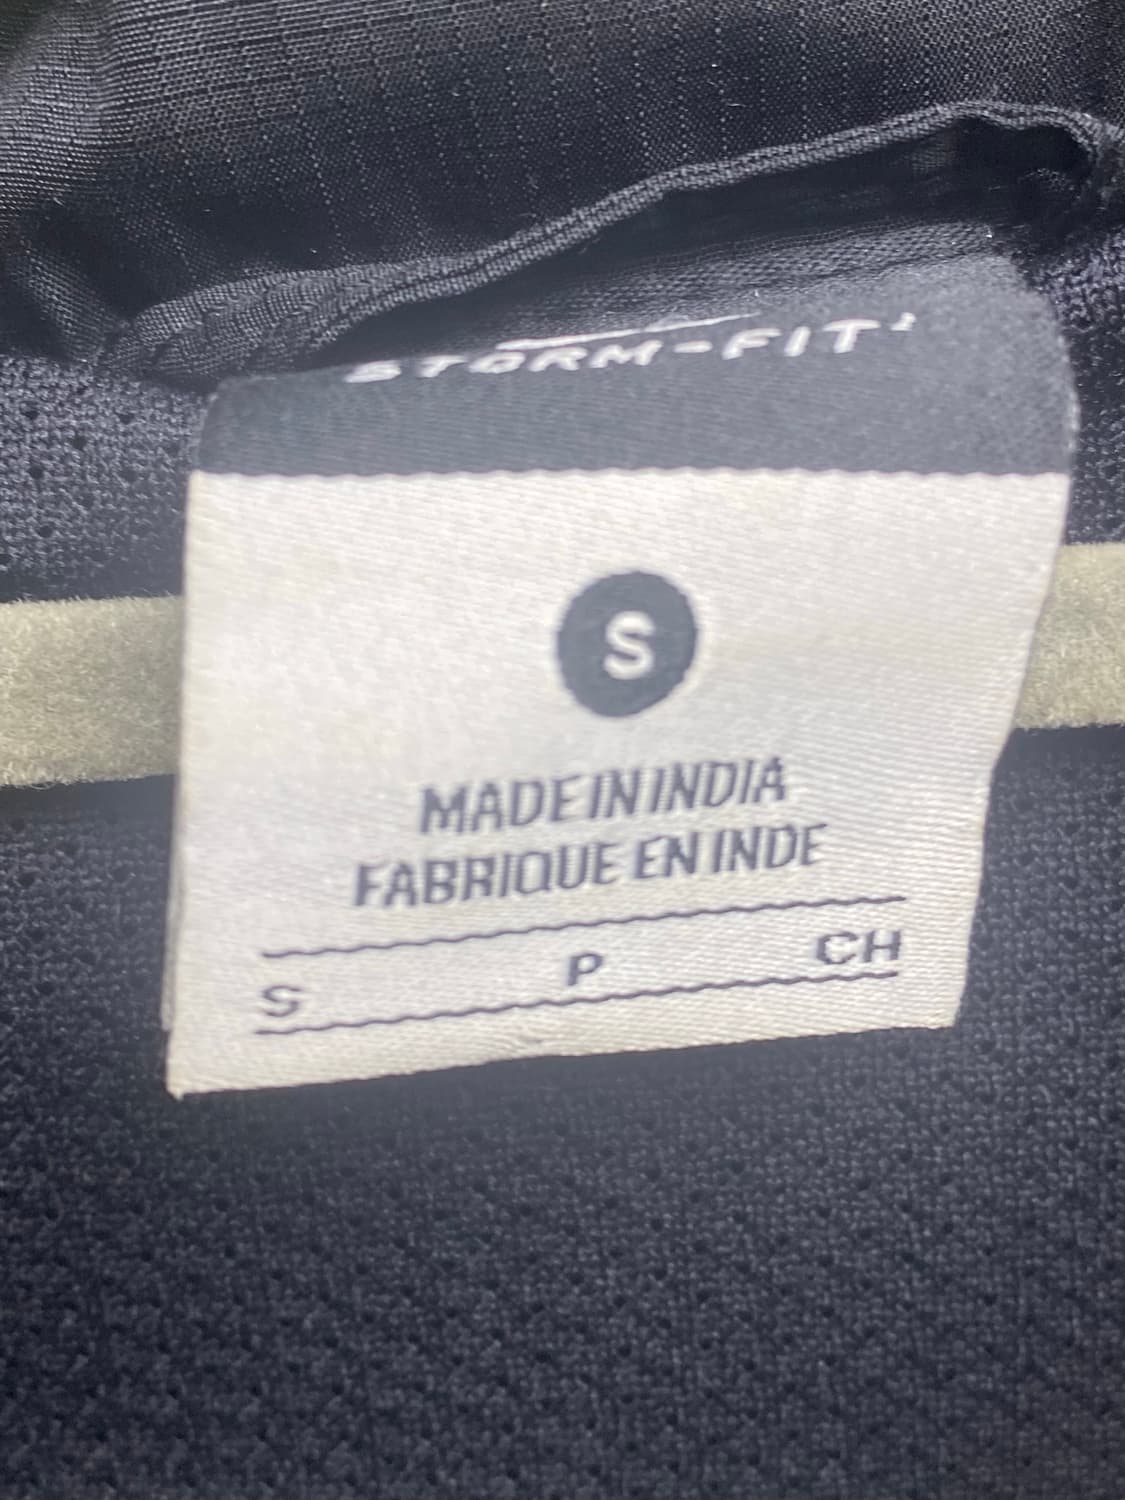 STORM-FIT
S
MADE IN INDIA
FABRIQUE EN INDE
S P CH